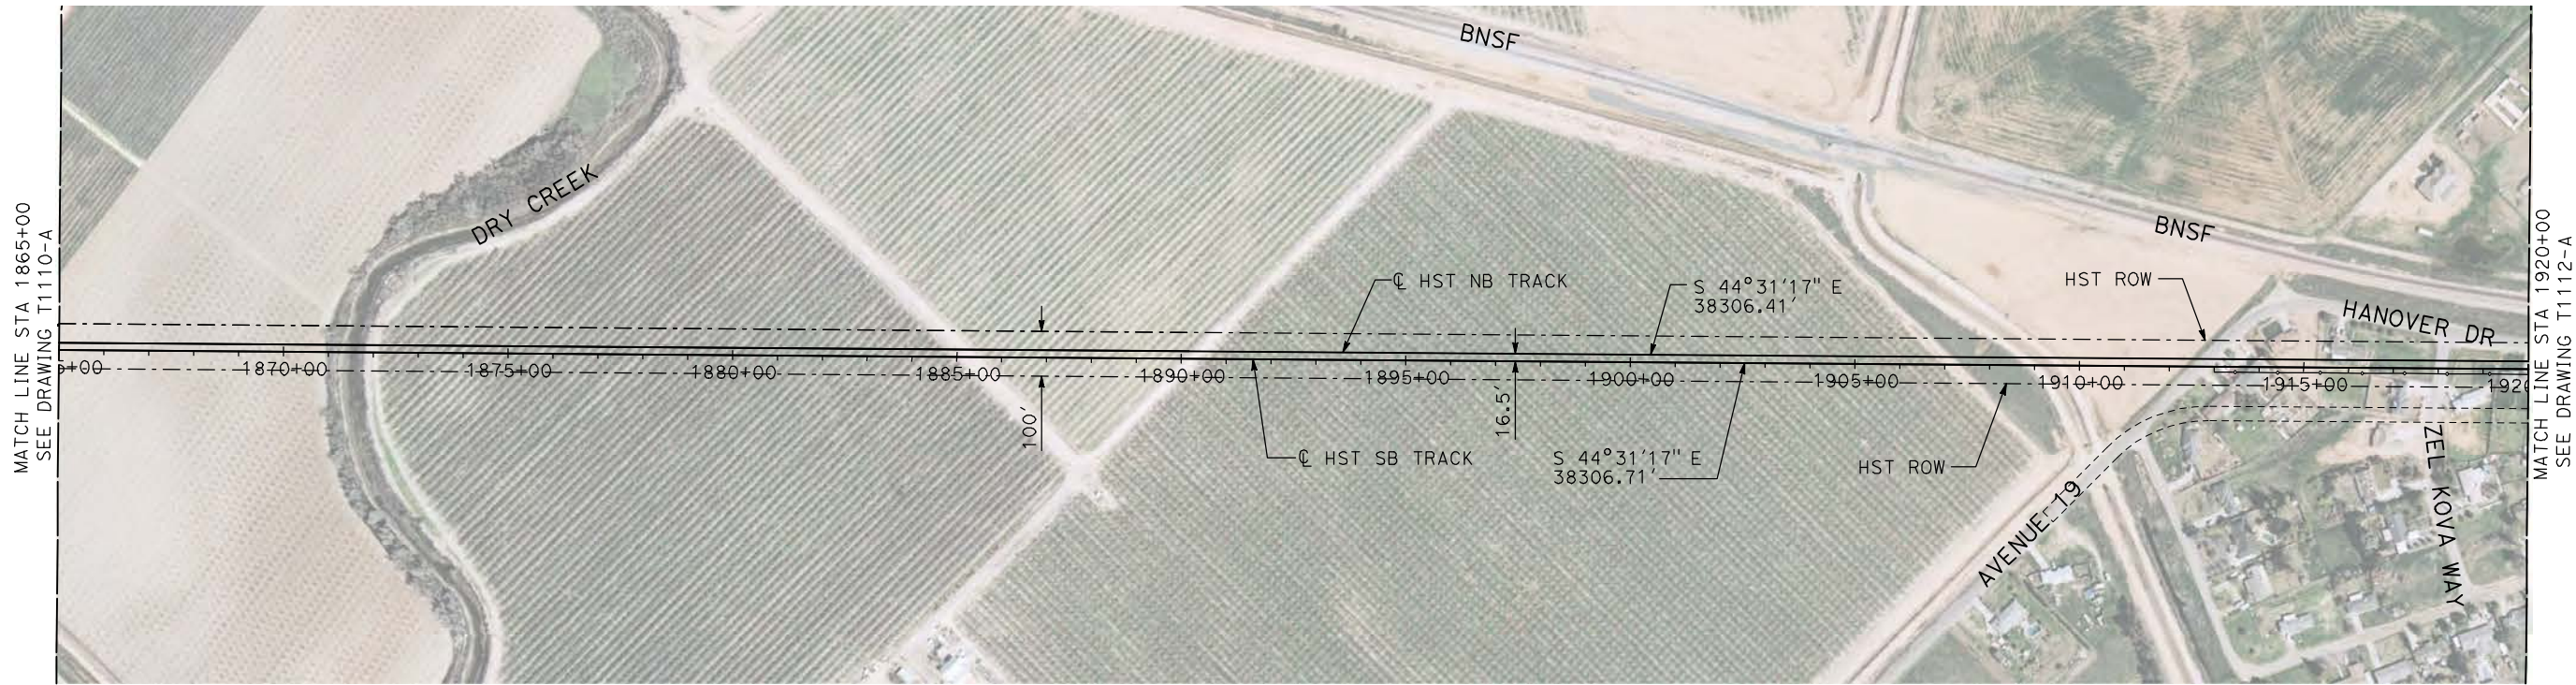 MATCH LINE STA 1865+00
SEE DRAWING T1110-A
BNSF
DRY CREEK
BNSF
℄ HST NB TRACK
S 44°31'17" E
38306.41'
HST ROW
HANOVER DR
5+00
1870+00
1875+00
1880+00
1885+00
1890+00
1895+00
1900+00
1905+00
1910+00
1915+00
1920
100'
16.5'
℄ HST SB TRACK
S 44°31'17" E
38306.71'
HST ROW
AVENUE 19
ZEL KOVA WAY
MATCH LINE STA 1920+00
SEE DRAWING T1112-A